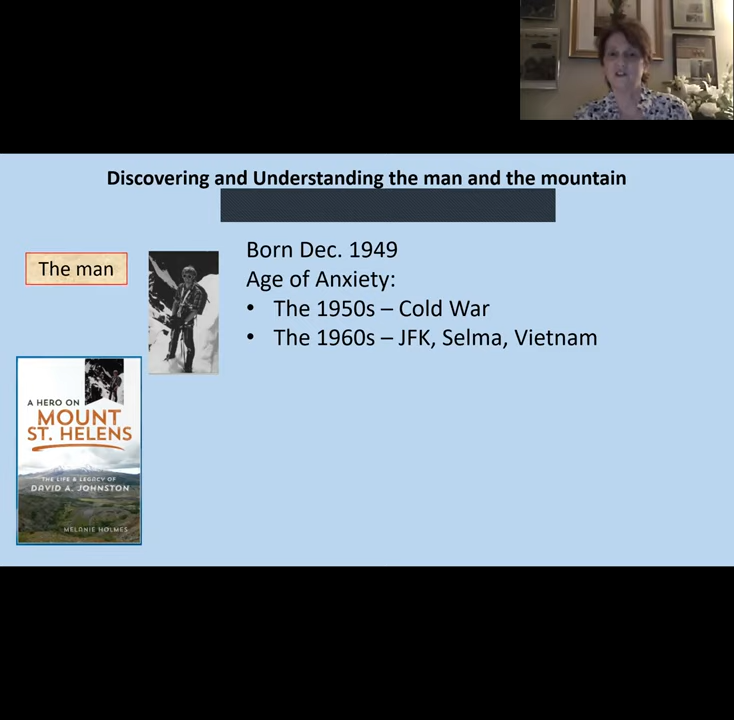 Discovering and Understanding the man and the mountain
The man
Born Dec. 1949
Age of Anxiety:
• The 1950s – Cold War
• The 1960s – JFK, Selma, Vietnam
A HERO ON
MOUNT
ST. HELENS
THE LIFE & LEGACY OF
DAVID A. JOHNSTON
MELANIE HOLMES